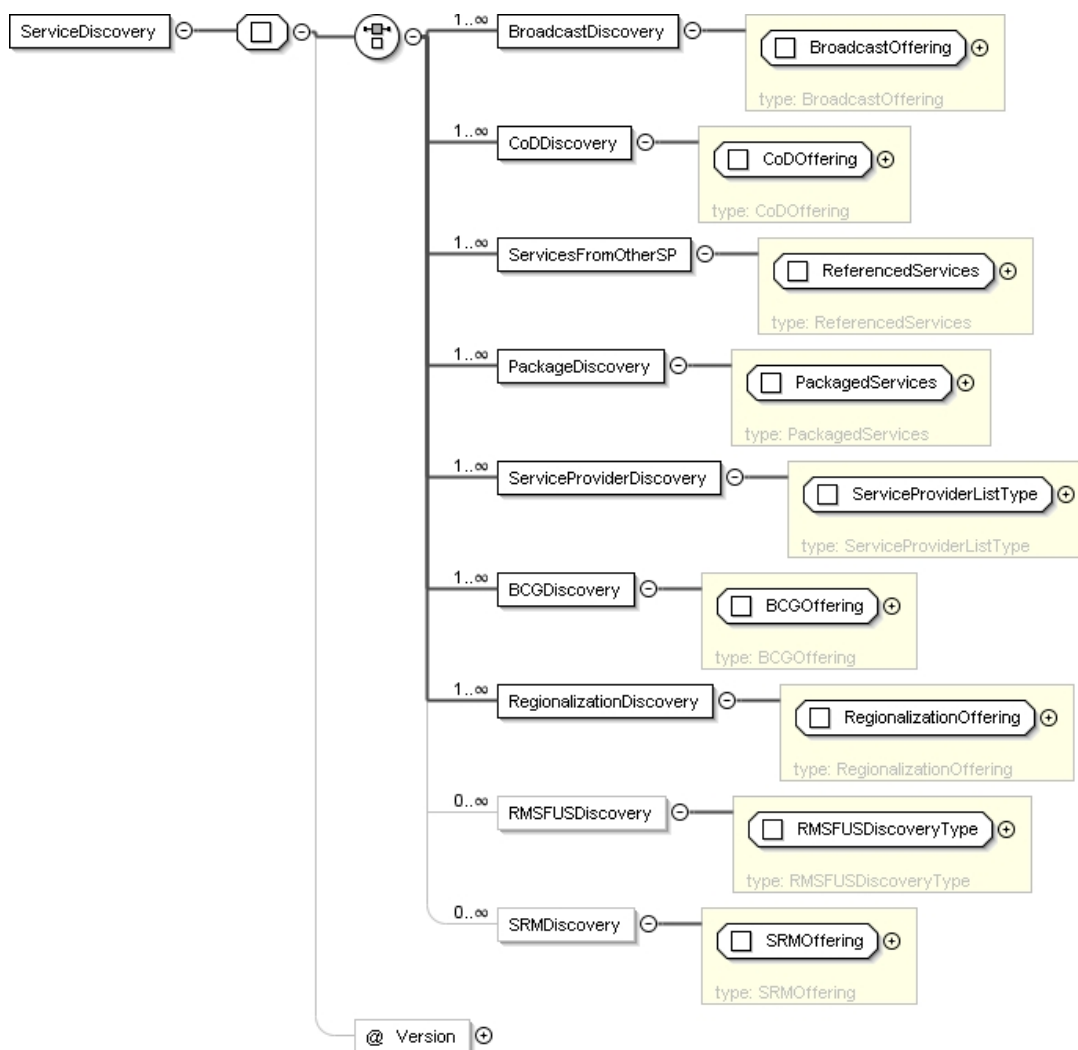 ServiceDiscovery
1..∞
BroadcastDiscovery
BroadcastOffering
type: BroadcastOffering
1..∞
CoDDiscovery
CoDOffering
type: CoDOffering
1..∞
ServicesFromOtherSP
ReferencedServices
type: ReferencedServices
1..∞
PackageDiscovery
PackagedServices
type: PackagedServices
1..∞
ServiceProviderDiscovery
ServiceProviderListType
type: ServiceProviderListType
1..∞
BCGDiscovery
BCGOffering
type: BCGOffering
1..∞
RegionalizationDiscovery
RegionalizationOffering
type: RegionalizationOffering
0..∞
RMSFUSDiscovery
RMSFUSDiscoveryType
type: RMSFUSDiscoveryType
0..∞
SRMDiscovery
SRMOffering
type: SRMOffering
@ Version